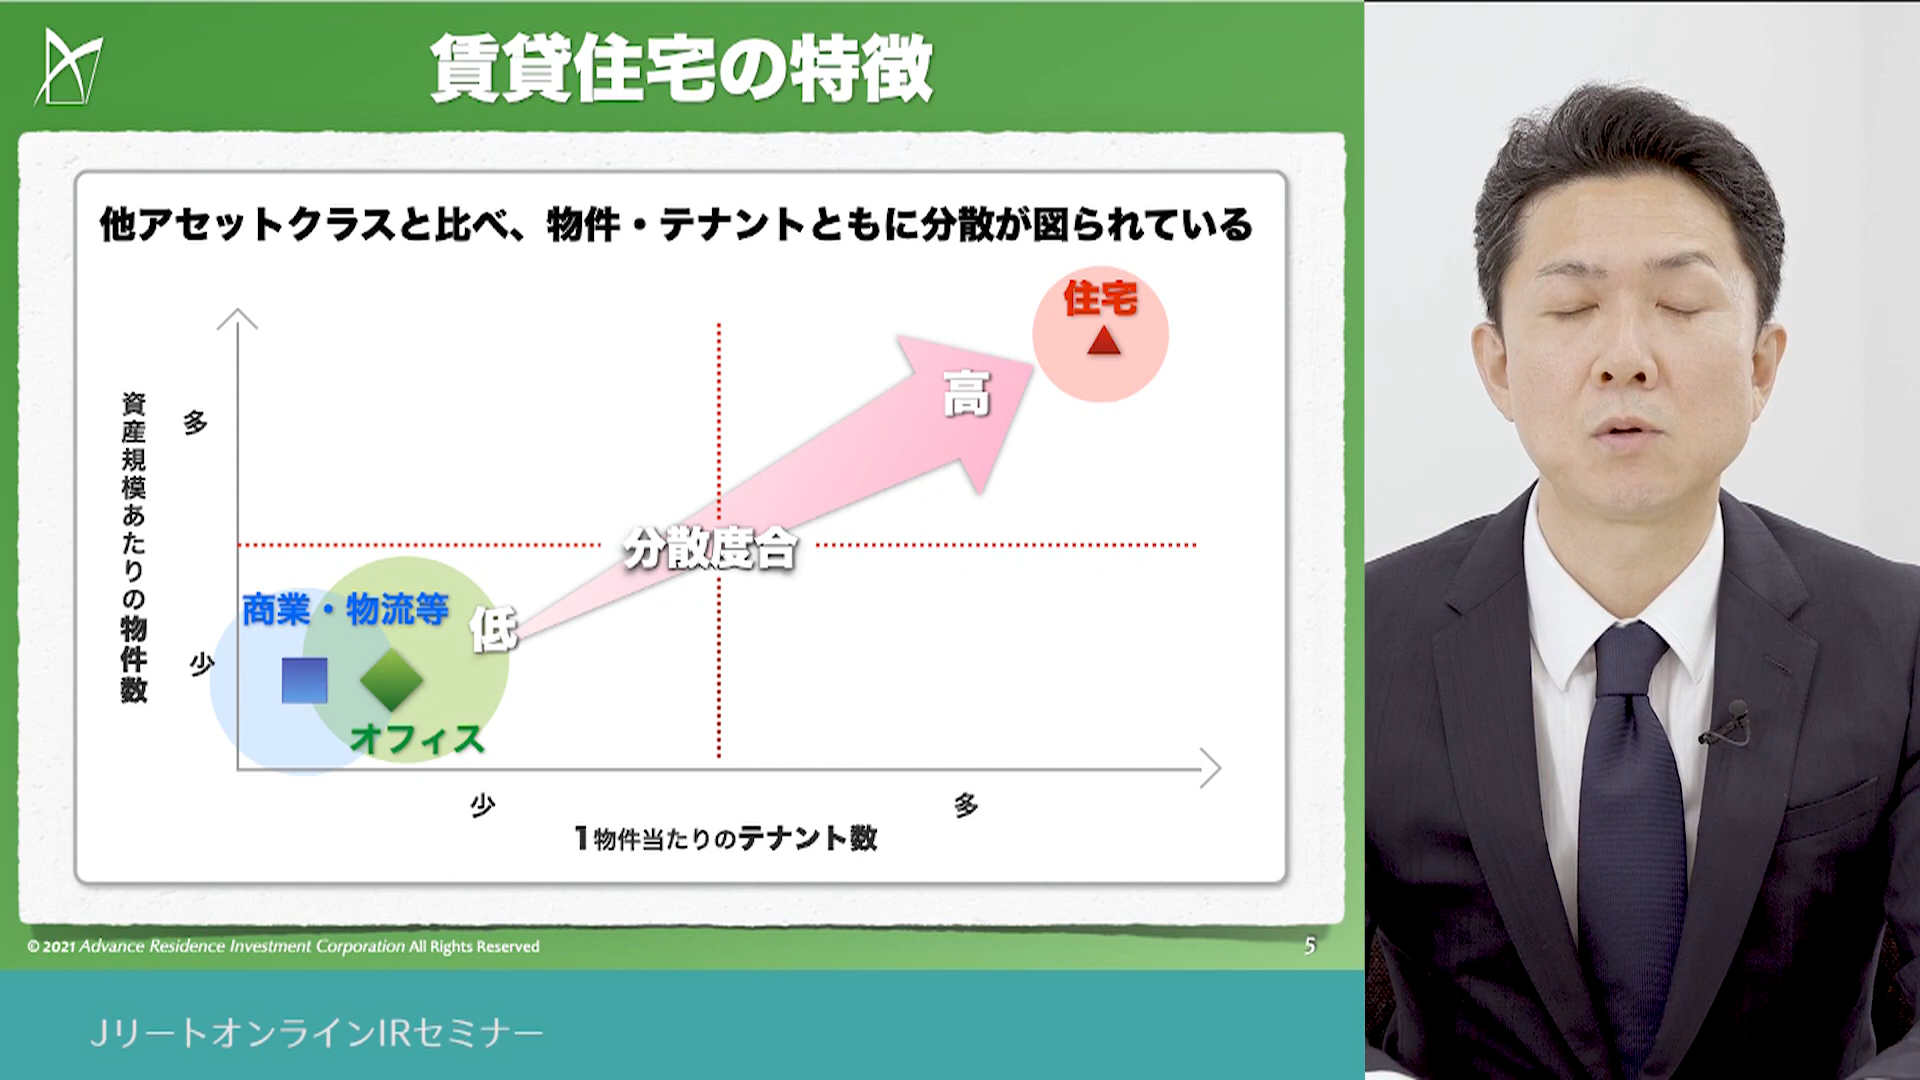 賃貸住宅の特徴
他アセットクラスと比べ、物件・テナントともに分散が図られている
住宅
高
多
資産規模あたりの物件数
分散度合
商業・物流等
低
少
オフィス
少
多
1物件当たりのテナント数
© 2021 Advance Residence Investment Corporation All Rights Reserved
5
JリートオンラインIRセミナー